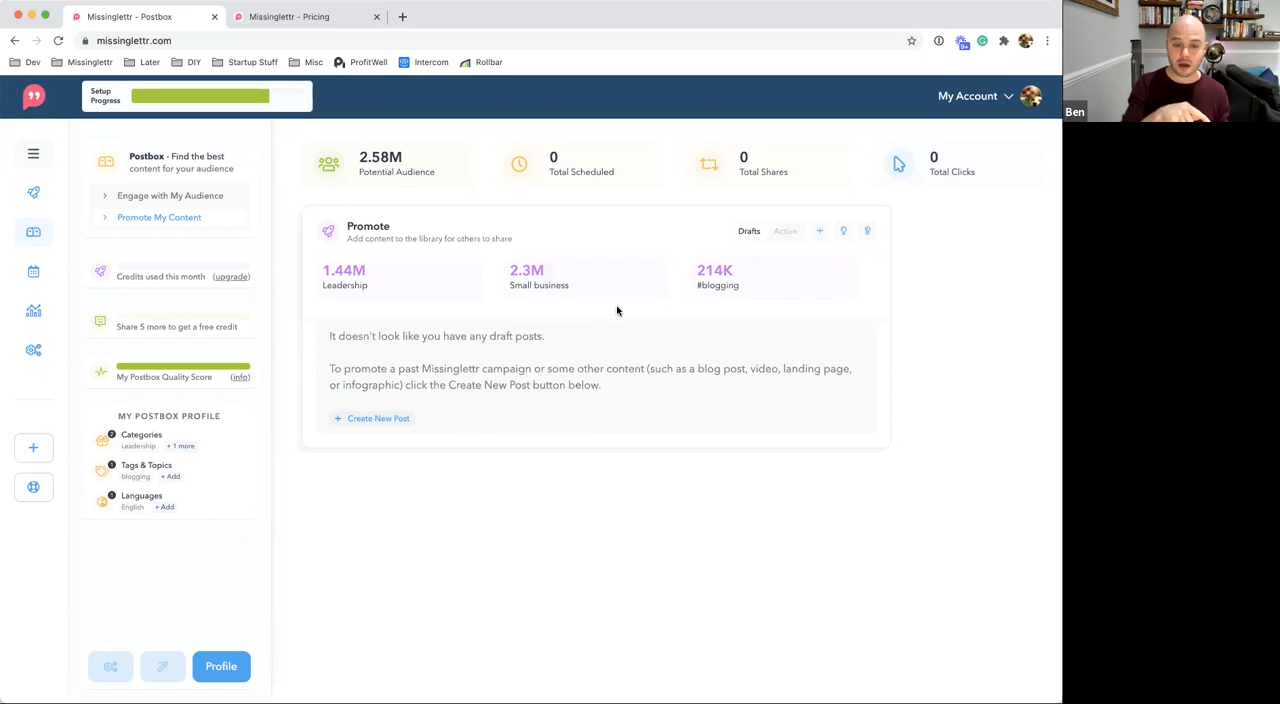 Missinglettr - Postbox
Missinglettr - Pricing
missinglettr.com
9+
Dev
Missinglettr
Later
DIY
Startup Stuff
Misc
ProfitWell
Intercom
Rollbar
Setup
Progress
My Account
Ben
Postbox - Find the best
content for your audience
Engage with My Audience
Promote My Content
Credits used this month (upgrade)
Share 5 more to get a free credit
My Postbox Quality Score (info)
MY POSTBOX PROFILE
2
Categories
Leadership + 1 more
1
Tags & Topics
blogging + Add
1
Languages
English + Add
Profile
2.58M
Potential Audience
0
Total Scheduled
0
Total Shares
0
Total Clicks
Promote
Add content to the library for others to share
Drafts
Active
1.44M
Leadership
2.3M
Small business
214K
#blogging
It doesn't look like you have any draft posts.
To promote a past Missinglettr campaign or some other content (such as a blog post, video, landing page,
or infographic) click the Create New Post button below.
+ Create New Post